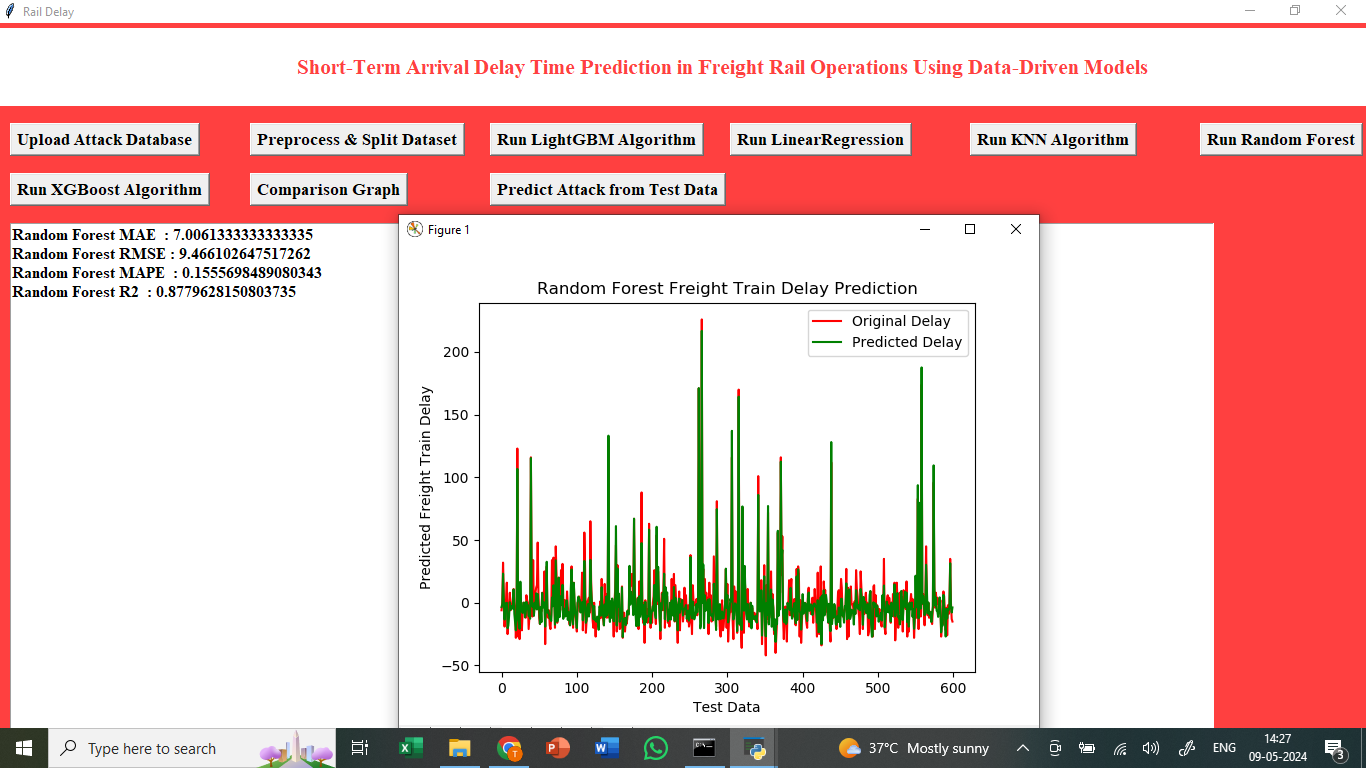 Rail Delay
Short-Term Arrival Delay Time Prediction in Freight Rail Operations Using Data-Driven Models
Upload Attack Database Preprocess & Split Dataset Run LightGBM Algorithm Run LinearRegression Run KNN Algorithm Run Random Forest
Run XGBoost Algorithm Comparison Graph Predict Attack from Test Data
Random Forest MAE : 7.0061333333333335
Random Forest RMSE : 9.466102647517262
Random Forest MAPE : 0.1555698489080343
Random Forest R2 : 0.8779628150803735
Figure 1
Random Forest Freight Train Delay Prediction
Original Delay
Predicted Delay
Predicted Freight Train Delay
200
150
100
50
0
−50
0 100 200 300 400 500 600
Test Data
Type here to search
37°C Mostly sunny
ENG
14:27
09-05-2024
3